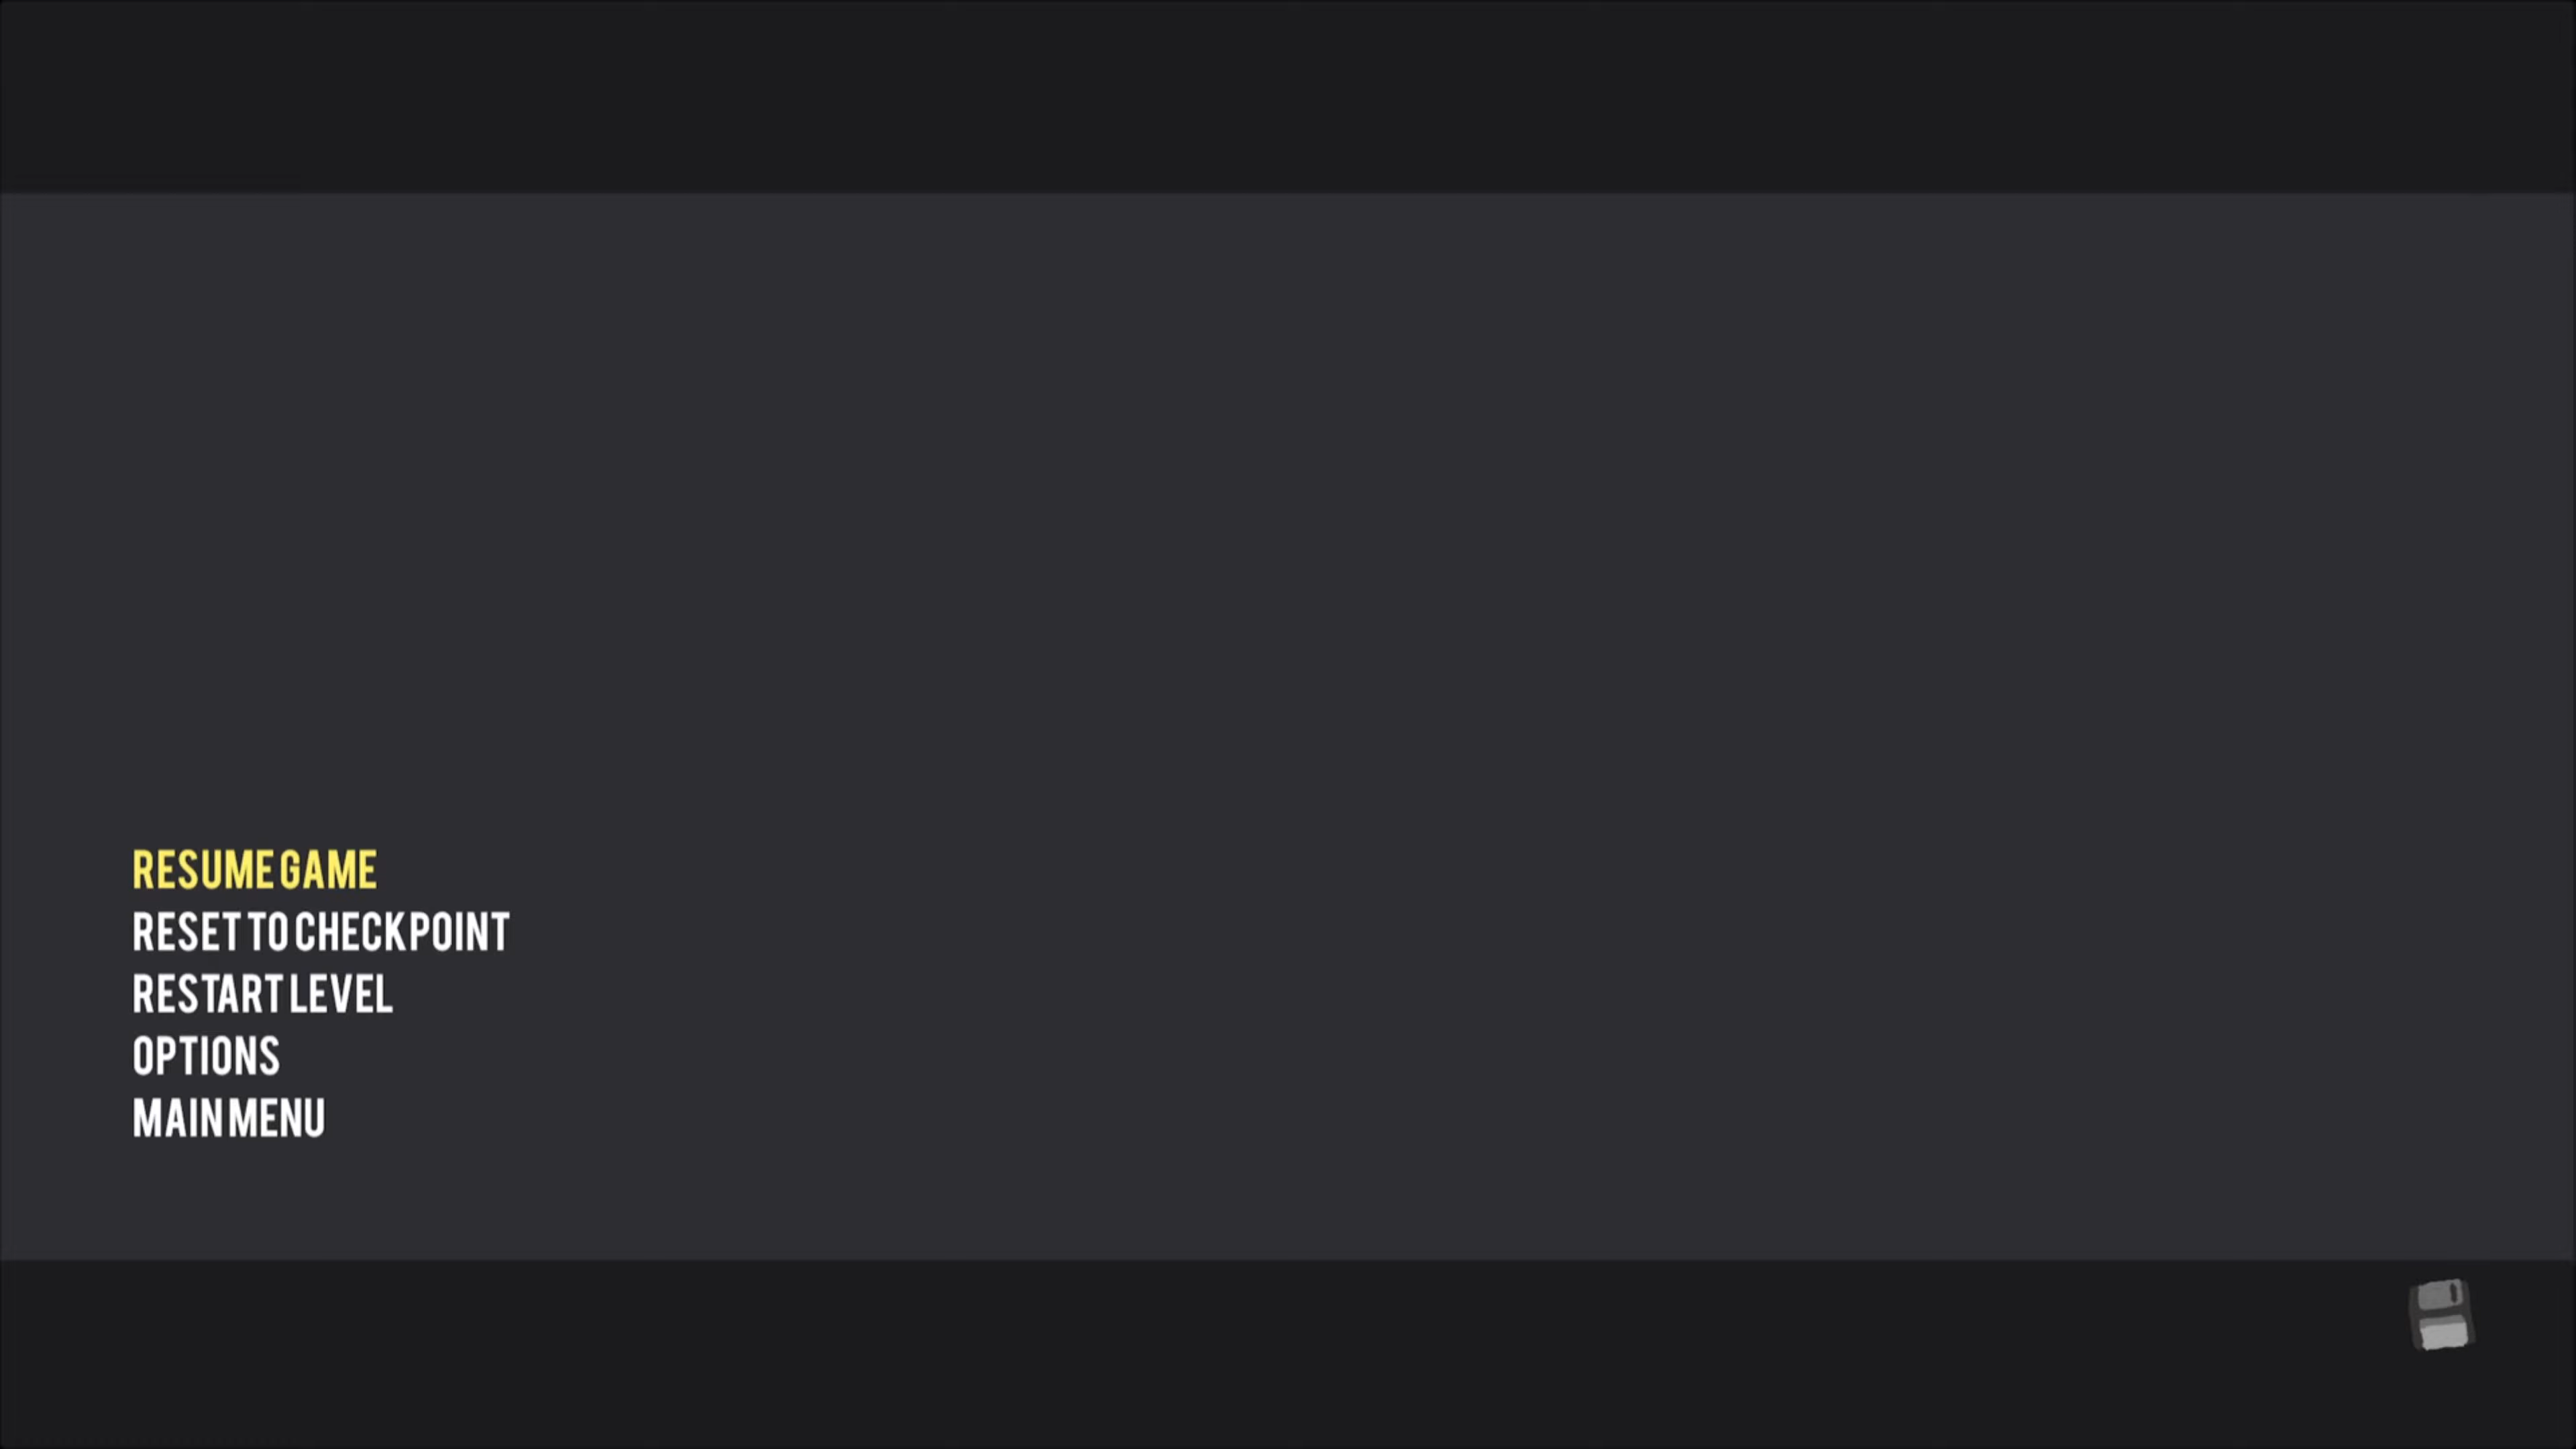 RESUME GAME
RESET TO CHECKPOINT
RESTART LEVEL
OPTIONS
MAIN MENU